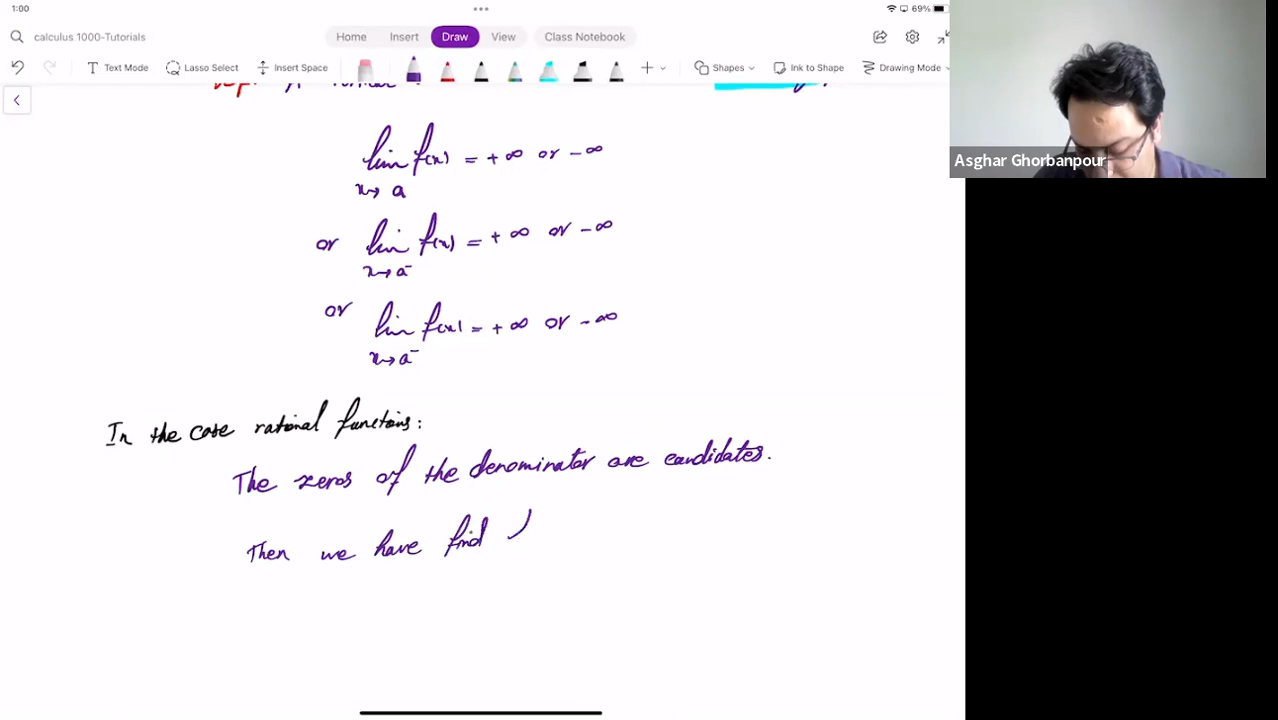 1:00
69%
calculus 1000-Tutorials
Home Insert Draw View Class Notebook
Text Mode Lasso Select Insert Space Shapes Ink to Shape Drawing Mode
lim f(x) = +∞ or -∞
x→a
or lim f(x) = +∞ or -∞
x→a⁻
or lim f(x) = +∞ or -∞
x→a⁻
In the case rational functions:
The zeros of the denominator are candidates.
Then we have find
Asghar Ghorbanpour